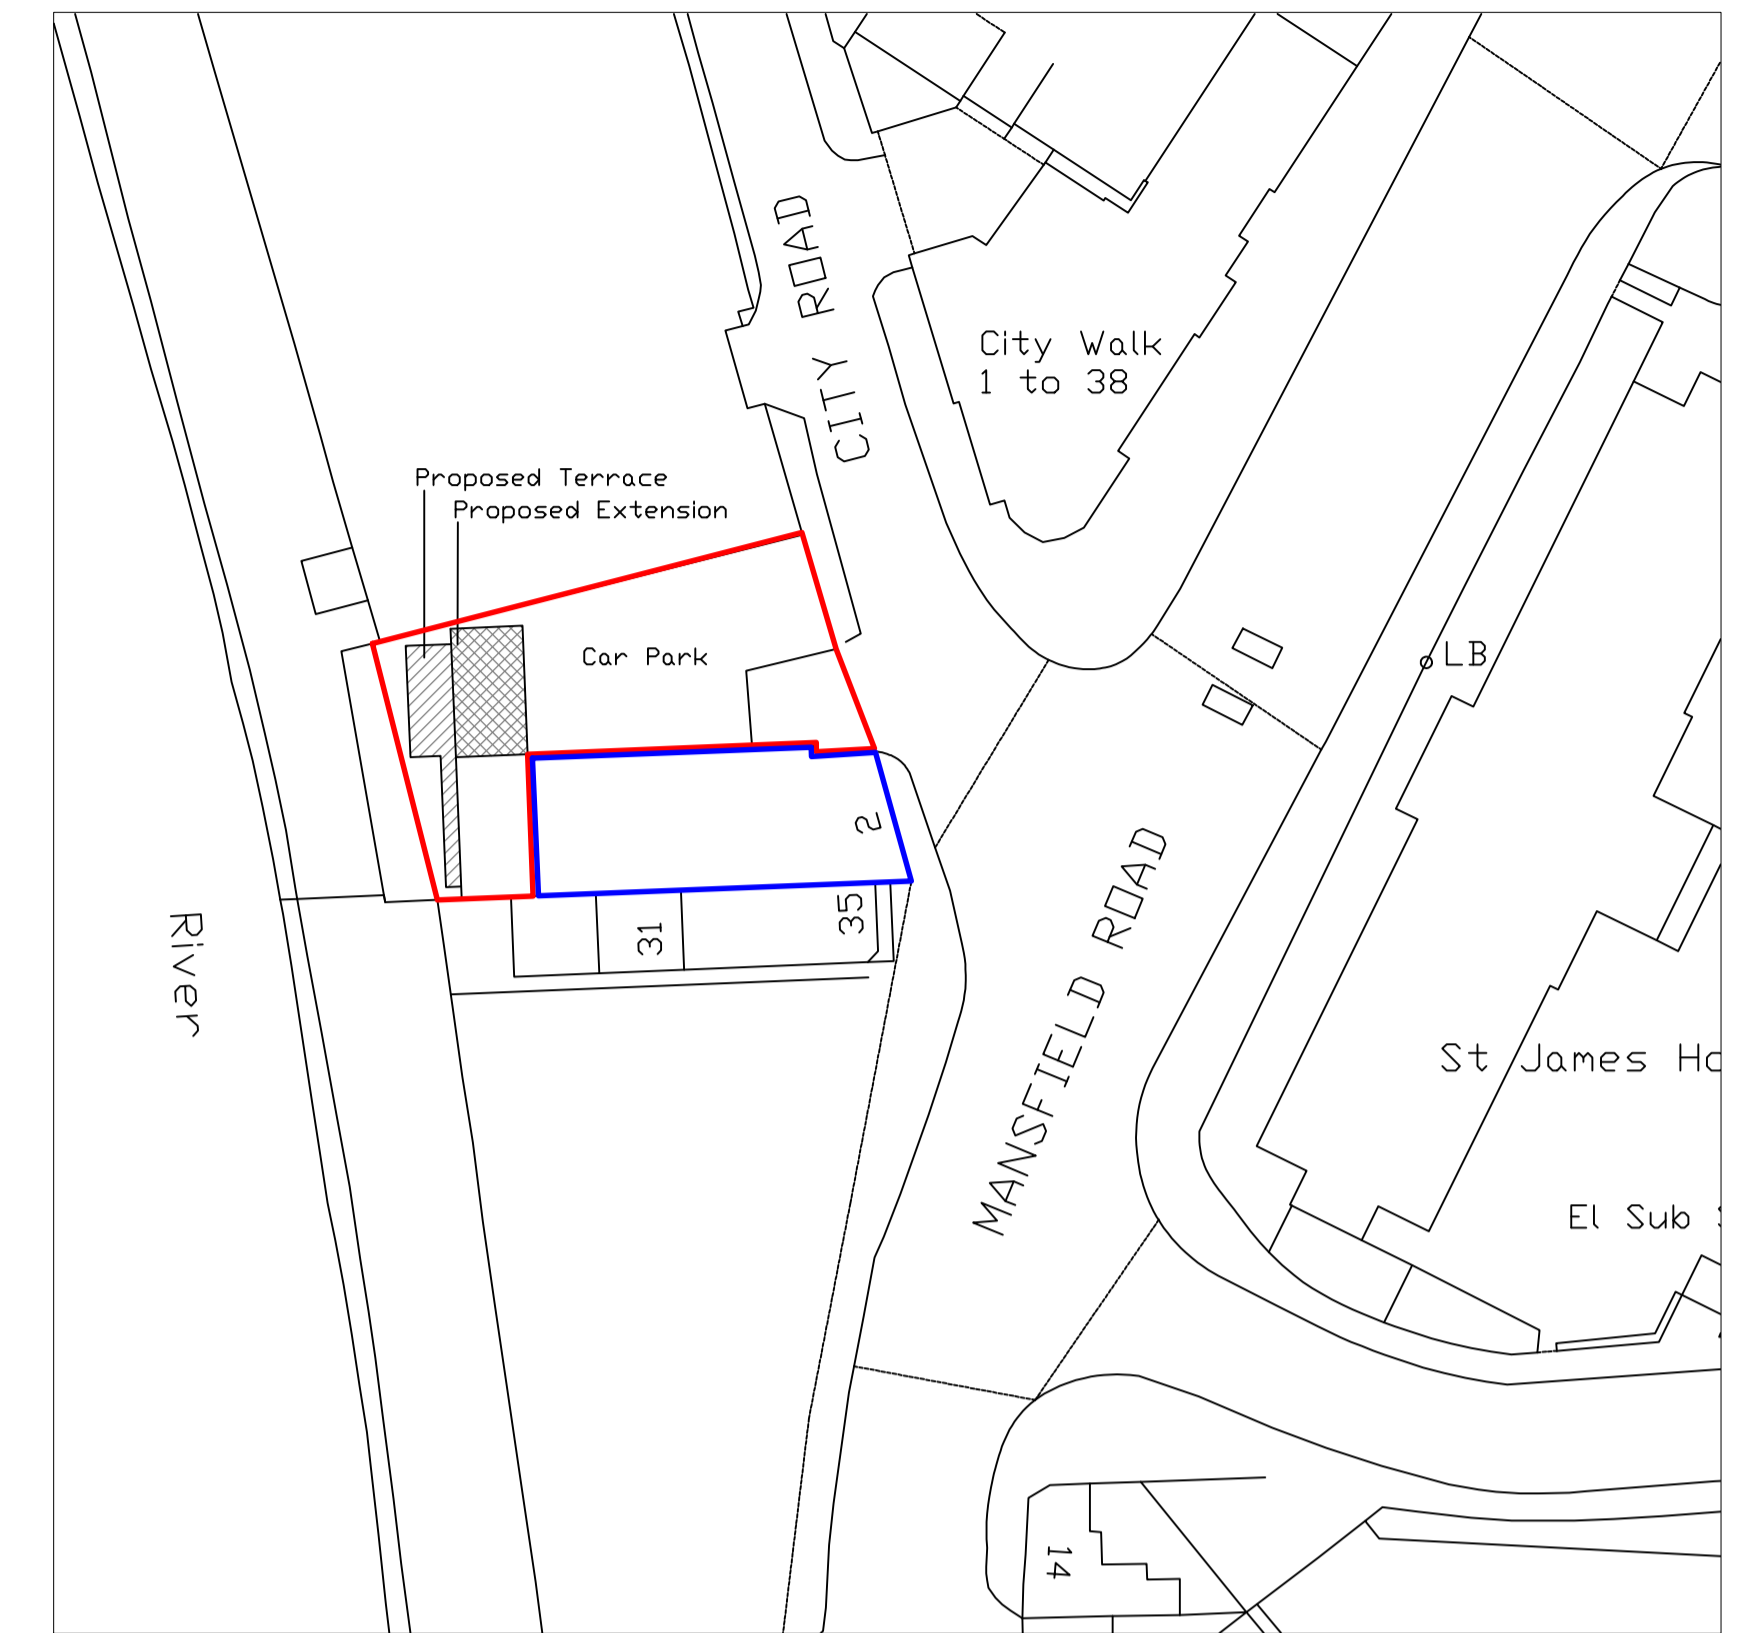 CITY ROAD
City Walk
1 to 38
Proposed Terrace
Proposed Extension
Car Park
LB
2
31
35
River
MANSFIELD ROAD
St James
El Sub
14